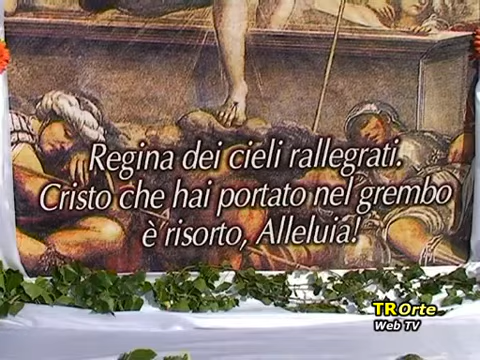 Regina dei cieli rallegrati.
Cristo che hai portato nel grembo
è risorto, Alleluia!
TR Orte
Web TV